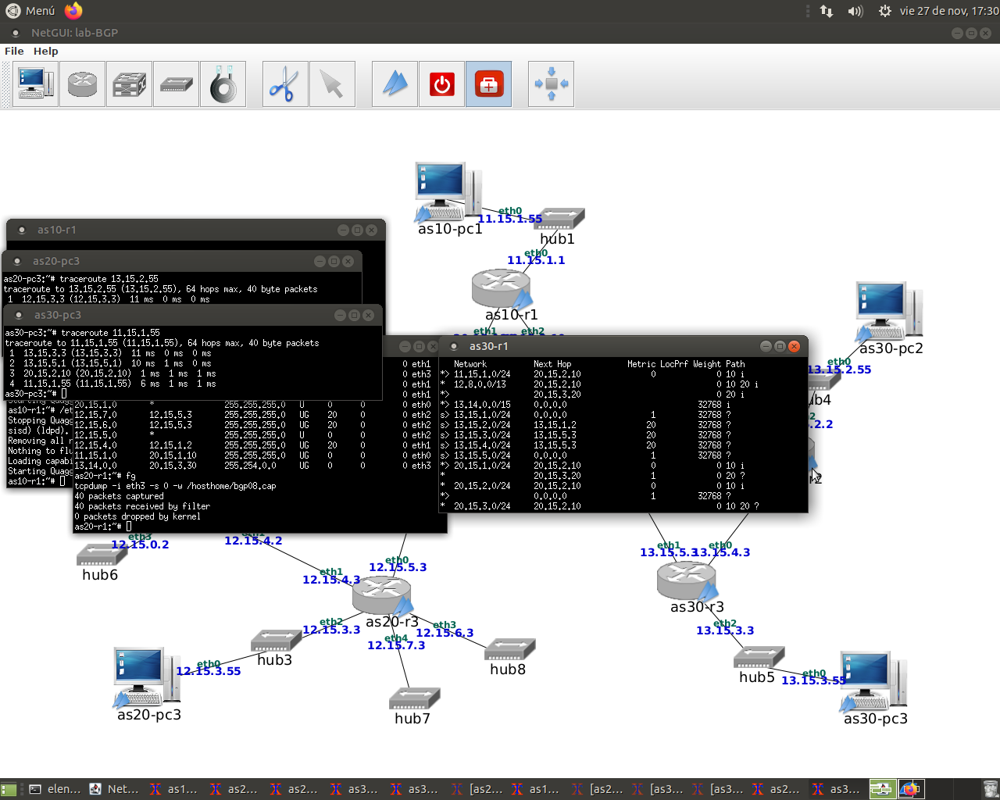 Menú
vie 27 de nov, 17:30
NetGUI: lab-BGP
File Help
as10-pc1
eth0
11.15.1.55
hub1
eth0
11.15.1.1
as10-r1
eth1
eth2
as30-pc2
eth0
13.15.2.55
as10-r1
as20-pc3
as20-pc3:~# traceroute 13.15.2.55
traceroute to 13.15.2.55 (13.15.2.55), 64 hops max, 40 byte packets
1 12.15.3.3 (12.15.3.3) 11 ms 0 ms 0 ms
as30-pc3
as30-pc3:~# traceroute 11.15.1.55
traceroute to 11.15.1.55 (11.15.1.55), 64 hops max, 40 byte packets
1 13.15.3.3 (13.15.3.3) 11 ms 0 ms 0 ms
2 13.15.5.1 (13.15.5.1) 10 ms 1 ms 0 ms
3 20.15.2.10 (20.15.2.10) 1 ms 1 ms 1 ms
4 11.15.1.55 (11.15.1.55) 6 ms 1 ms 1 ms
as30-pc3:~#
as10-r1:~# /et
Stopping Quagg
sisd) (ldpd).
Removing all r
Nothing to flu
Loading capabi
Starting Quagg
as10-r1:~#
0 eth1
0 eth3
0 eth1
0 eth1
20.15.1.0 * 255.255.255.0 U 0 0 0 eth0
12.15.7.0 12.15.5.3 255.255.255.0 UG 20 0 0 eth2
12.15.6.0 12.15.5.3 255.255.255.0 UG 20 0 0 eth2
12.15.5.0 * 255.255.255.0 U 0 0 0 eth2
12.15.4.0 12.15.1.2 255.255.255.0 UG 20 0 0 eth1
11.15.1.0 20.15.1.10 255.255.255.0 UG 0 0 0 eth0
13.14.0.0 20.15.3.30 255.254.0.0 UG 0 0 0 eth3
as20-r1:~# fg
tcpdump -i eth3 -s 0 -w /hosthome/bgp08.cap
40 packets captured
40 packets received by filter
0 packets dropped by kernel
as20-r1:~#
as30-r1
Network Next Hop Metric LocPrf Weight Path
*> 11.15.1.0/24 20.15.2.10 0 0 10 i
* 12.8.0.0/13 20.15.2.10 0 10 20 i
*> 20.15.3.20 0 20 i
*> 13.14.0.0/15 0.0.0.0 32768 i
s> 13.15.1.0/24 0.0.0.0 1 32768 ?
s> 13.15.2.0/24 13.15.1.2 20 32768 ?
s> 13.15.3.0/24 13.15.5.3 20 32768 ?
s> 13.15.4.0/24 13.15.5.3 20 32768 ?
s> 13.15.5.0/24 0.0.0.0 1 32768 ?
*> 20.15.1.0/24 20.15.2.10 0 0 10 i
* 20.15.3.20 1 0 20 ?
* 20.15.2.0/24 20.15.2.10 0 0 10 i
*> 0.0.0.0 1 32768 ?
* 20.15.3.0/24 20.15.2.10 0 10 20 ?
eth3
12.15.0.2
hub6
eth1
12.15.4.2
eth0
12.15.5.3
eth1
12.15.4.3
as20-r3
eth2
12.15.3.3
eth3
12.15.6.3
eth4
12.15.7.3
hub3
hub8
hub7
eth0
12.15.3.55
as20-pc3
eth1
13.15.5.3
eth0
13.15.4.3
as30-r3
eth2
13.15.3.3
hub5
eth0
13.15.3.55
as30-pc3
elen... Net... as1... as2... as2... as3... as3... [as2... as1... [as2... [as3... [as3... as2... as3...